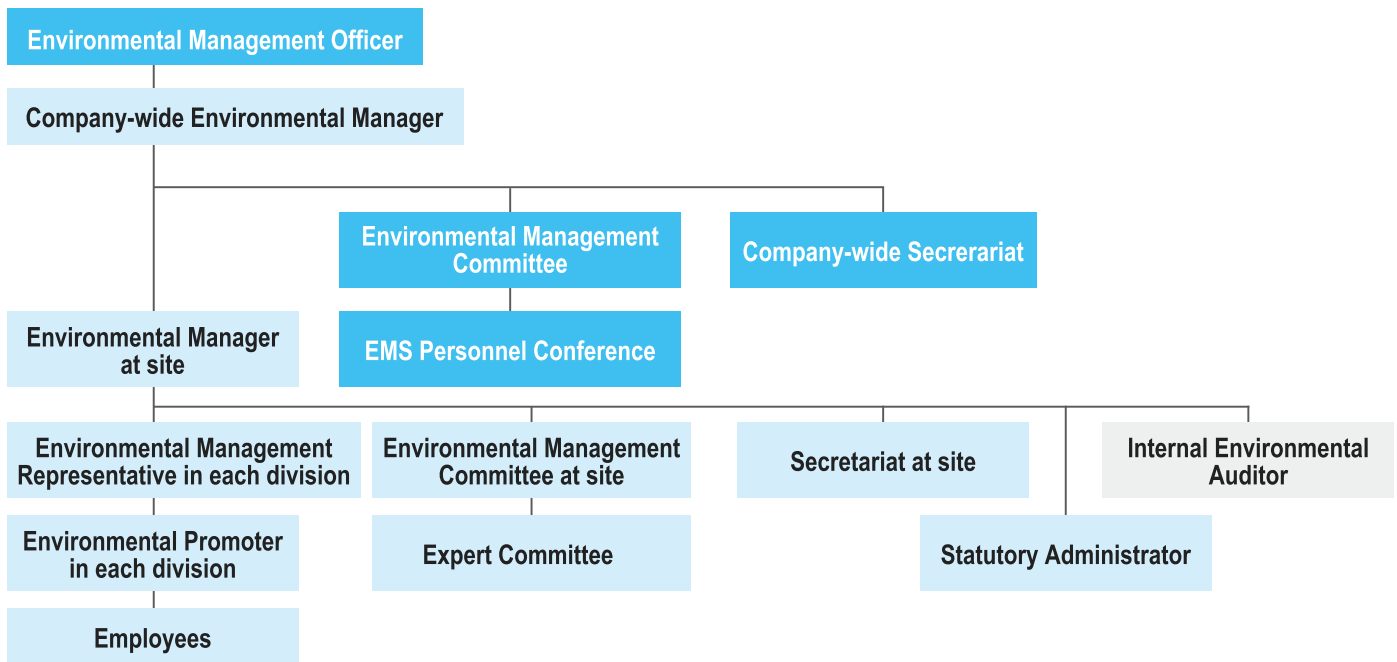 Environmental Management Officer
Company-wide Environmental Manager
Environmental Management
Committee
Company-wide Secrerariat
Environmental Manager
at site
EMS Personnel Conference
Environmental Management
Representative in each division
Environmental Management
Committee at site
Secretariat at site
Internal Environmental
Auditor
Environmental Promoter
in each division
Expert Committee
Statutory Administrator
Employees